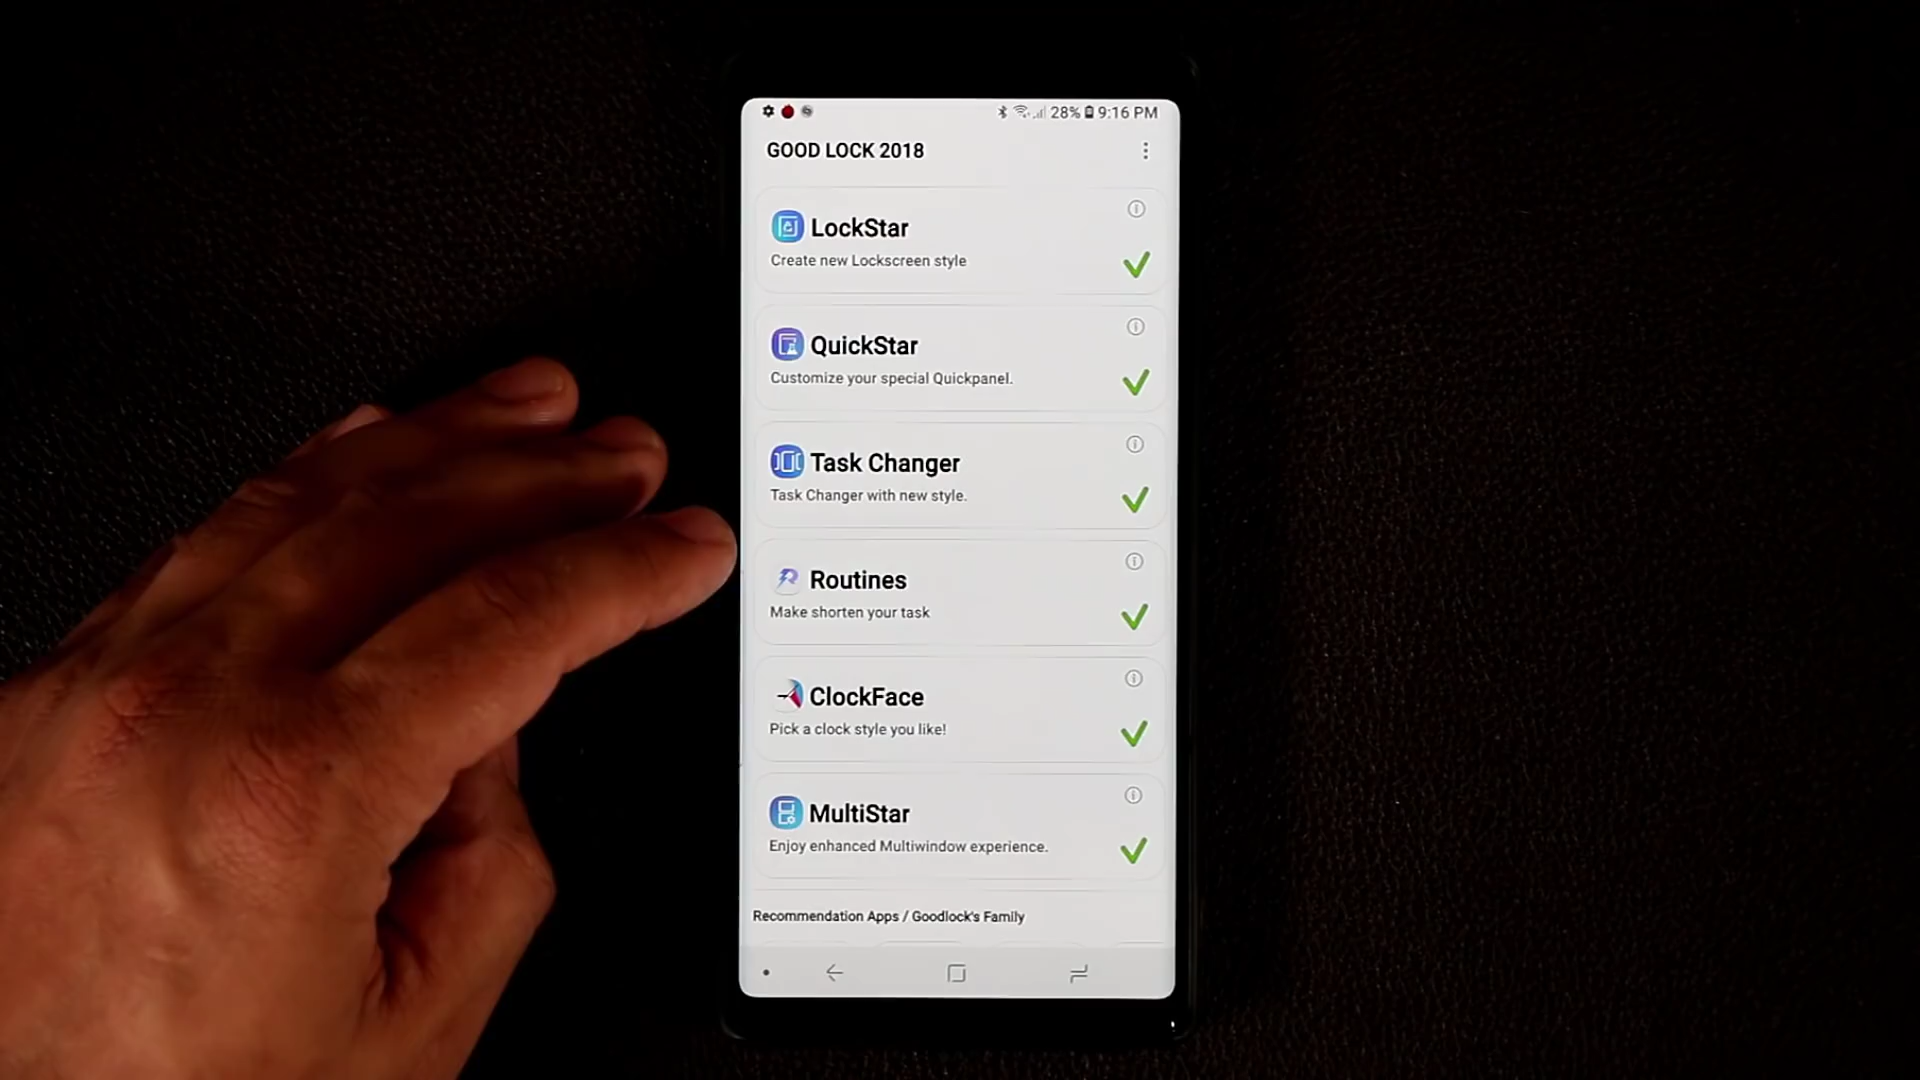 28% 9:16 PM
GOOD LOCK 2018
LockStar
Create new Lockscreen style
QuickStar
Customize your special Quickpanel.
Task Changer
Task Changer with new style.
Routines
Make shorten your task
ClockFace
Pick a clock style you like!
MultiStar
Enjoy enhanced Multiwindow experience.
Recommendation Apps / Goodlock's Family